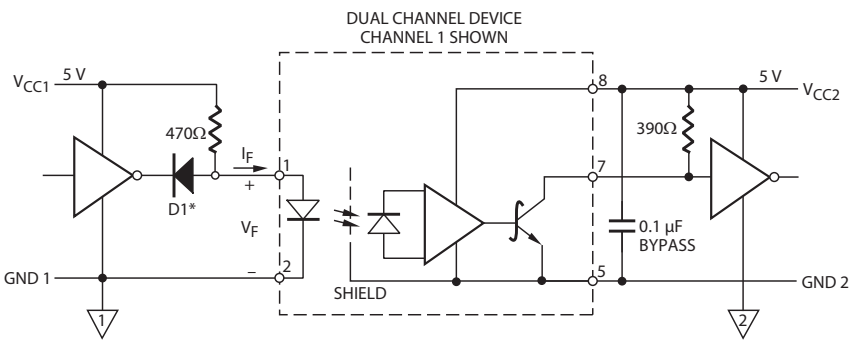 DUAL CHANNEL DEVICE
CHANNEL 1 SHOWN
VCC1
5 V
470Ω
D1*
IF
+
VF
–
1
2
GND 1
1
SHIELD
8
7
5
390Ω
0.1 µF
BYPASS
5 V
VCC2
GND 2
2